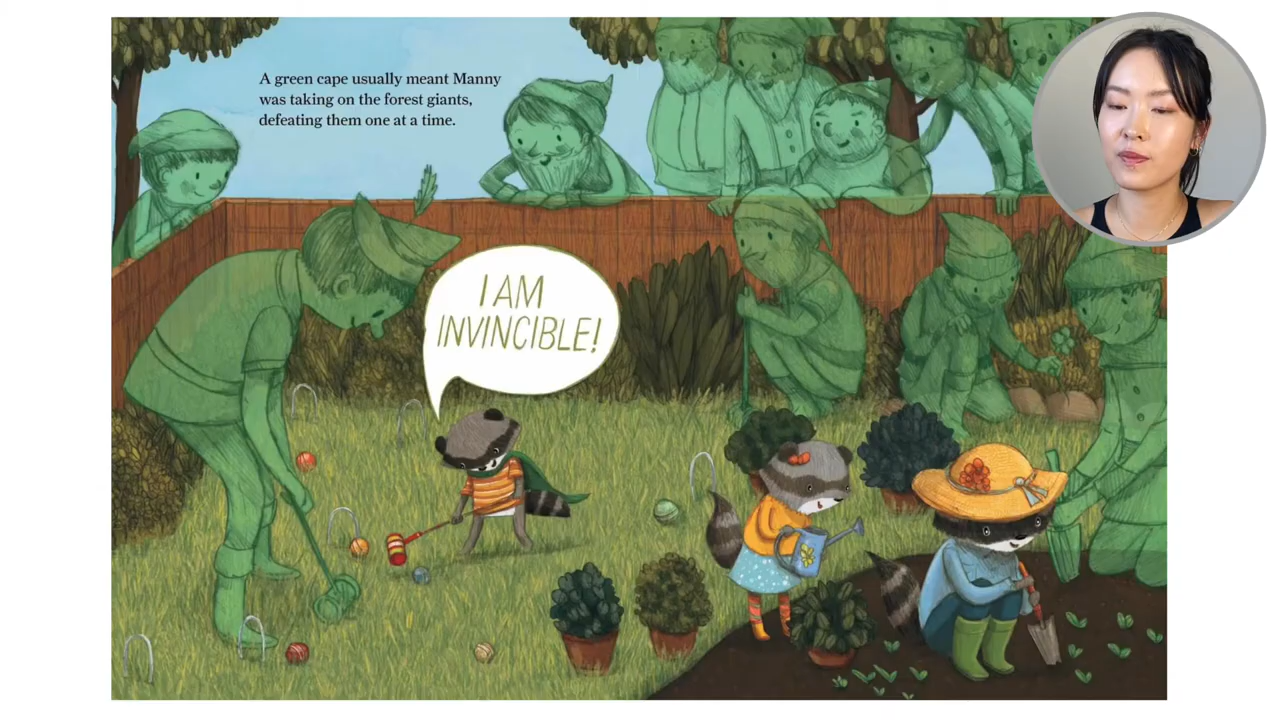 A green cape usually meant Manny
was taking on the forest giants,
defeating them one at a time.
I AM
INVINCIBLE!